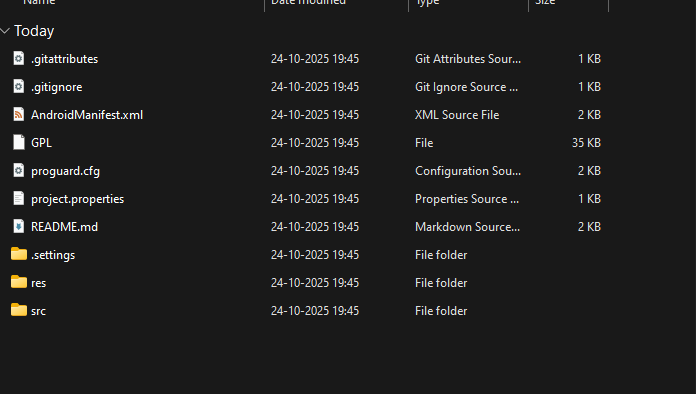 Name Date modified Type Size
Today
.gitattributes 24-10-2025 19:45 Git Attributes Sour... 1 KB
.gitignore 24-10-2025 19:45 Git Ignore Source ... 1 KB
AndroidManifest.xml 24-10-2025 19:45 XML Source File 2 KB
GPL 24-10-2025 19:45 File 35 KB
proguard.cfg 24-10-2025 19:45 Configuration Sou... 2 KB
project.properties 24-10-2025 19:45 Properties Source ... 1 KB
README.md 24-10-2025 19:45 Markdown Source... 2 KB
.settings 24-10-2025 19:45 File folder
res 24-10-2025 19:45 File folder
src 24-10-2025 19:45 File folder